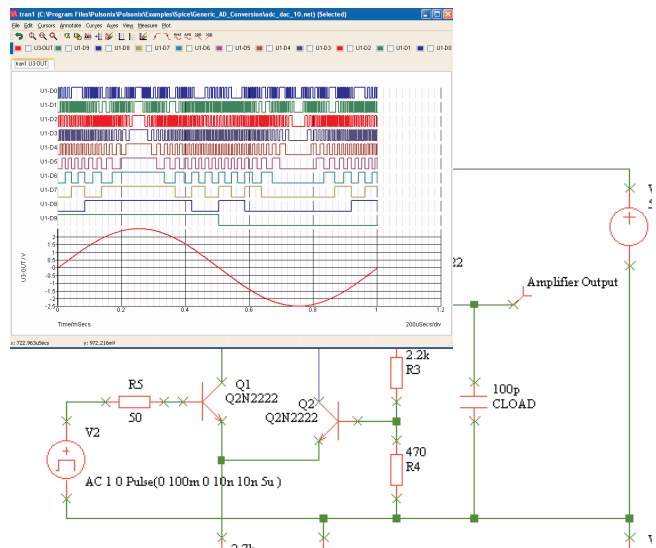 tran1 (C:\Program Files\Pulsonix\Pulsonix\Examples\Spice\Generic_AD_Conversion\adc_dac_10.net) (Selected)
File Edit Cursors Annotate Curves Axes View Measure Plot
U3-OUT U1-D9 U1-D8 U1-D7 U1-D6 U1-D5 U1-D4 U1-D3 U1-D2 U1-D1 U1-D0
tran1 U3-OUT
U1-D0
U1-D1
U1-D2
U1-D3
U1-D4
U1-D5
U1-D6
U1-D7
U1-D8
U1-D9
U3-OUT / V
2
1.5
1
0.5
0
-0.5
-1
-1.5
-2
-2.5
0 0.2 0.4 0.6 0.8 1 1.2
Time/mSecs 200uSecs/div
x: 722.963uSecs y: 972.216mV
Amplifier Output
2.2k
R3
R5
50
Q1
Q2N2222
Q2
Q2N2222
100p
CLOAD
V2
470
R4
AC 1 0 Pulse(0 100m 0 10n 10n 5u )